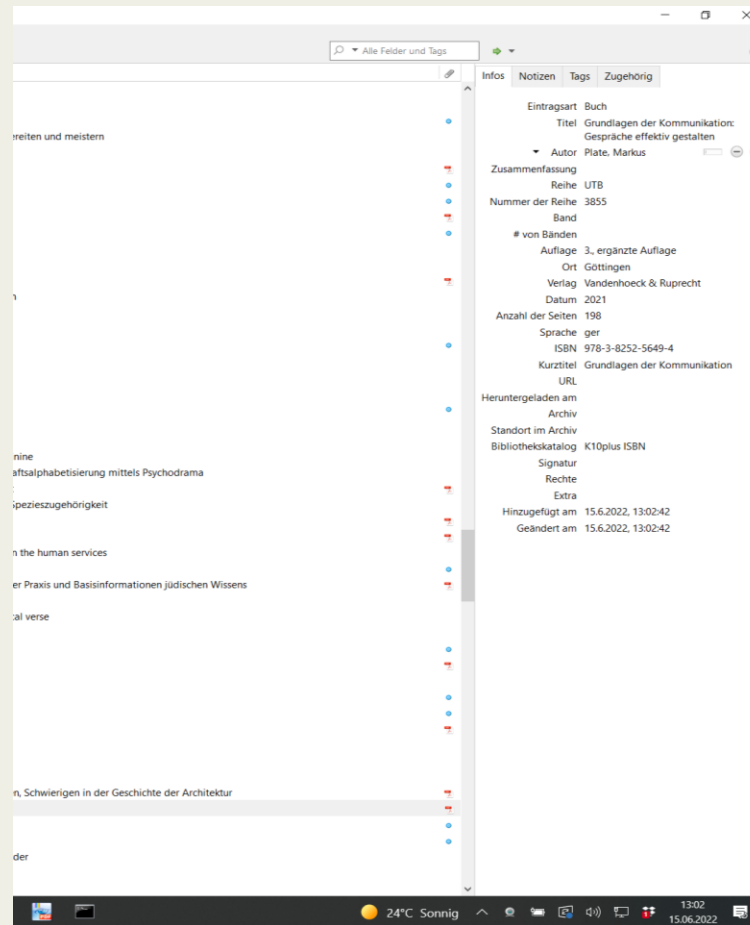 Alle Felder und Tags
Infos Notizen Tags Zugehörig
ereiten und meistern
n
nine
aftsalphabetisierung mittels Psychodrama
Spezieszugehörigkeit
n the human services
er Praxis und Basisinformationen jüdischen Wissens
tal verse
en, Schwierigen in der Geschichte der Architektur
der
Eintragsart Buch
Titel Grundlagen der Kommunikation:
Gespräche effektiv gestalten
Autor Plate, Markus
Zusammenfassung
Reihe UTB
Nummer der Reihe 3855
Band
# von Bänden
Auflage 3., ergänzte Auflage
Ort Göttingen
Verlag Vandenhoeck & Ruprecht
Datum 2021
Anzahl der Seiten 198
Sprache ger
ISBN 978-3-8252-5649-4
Kurztitel Grundlagen der Kommunikation
URL
Heruntergeladen am
Archiv
Standort im Archiv
Bibliothekskatalog K10plus ISBN
Signatur
Rechte
Extra
Hinzugefügt am 15.6.2022, 13:02:42
Geändert am 15.6.2022, 13:02:42
24°C Sonnig
13:02
15.06.2022